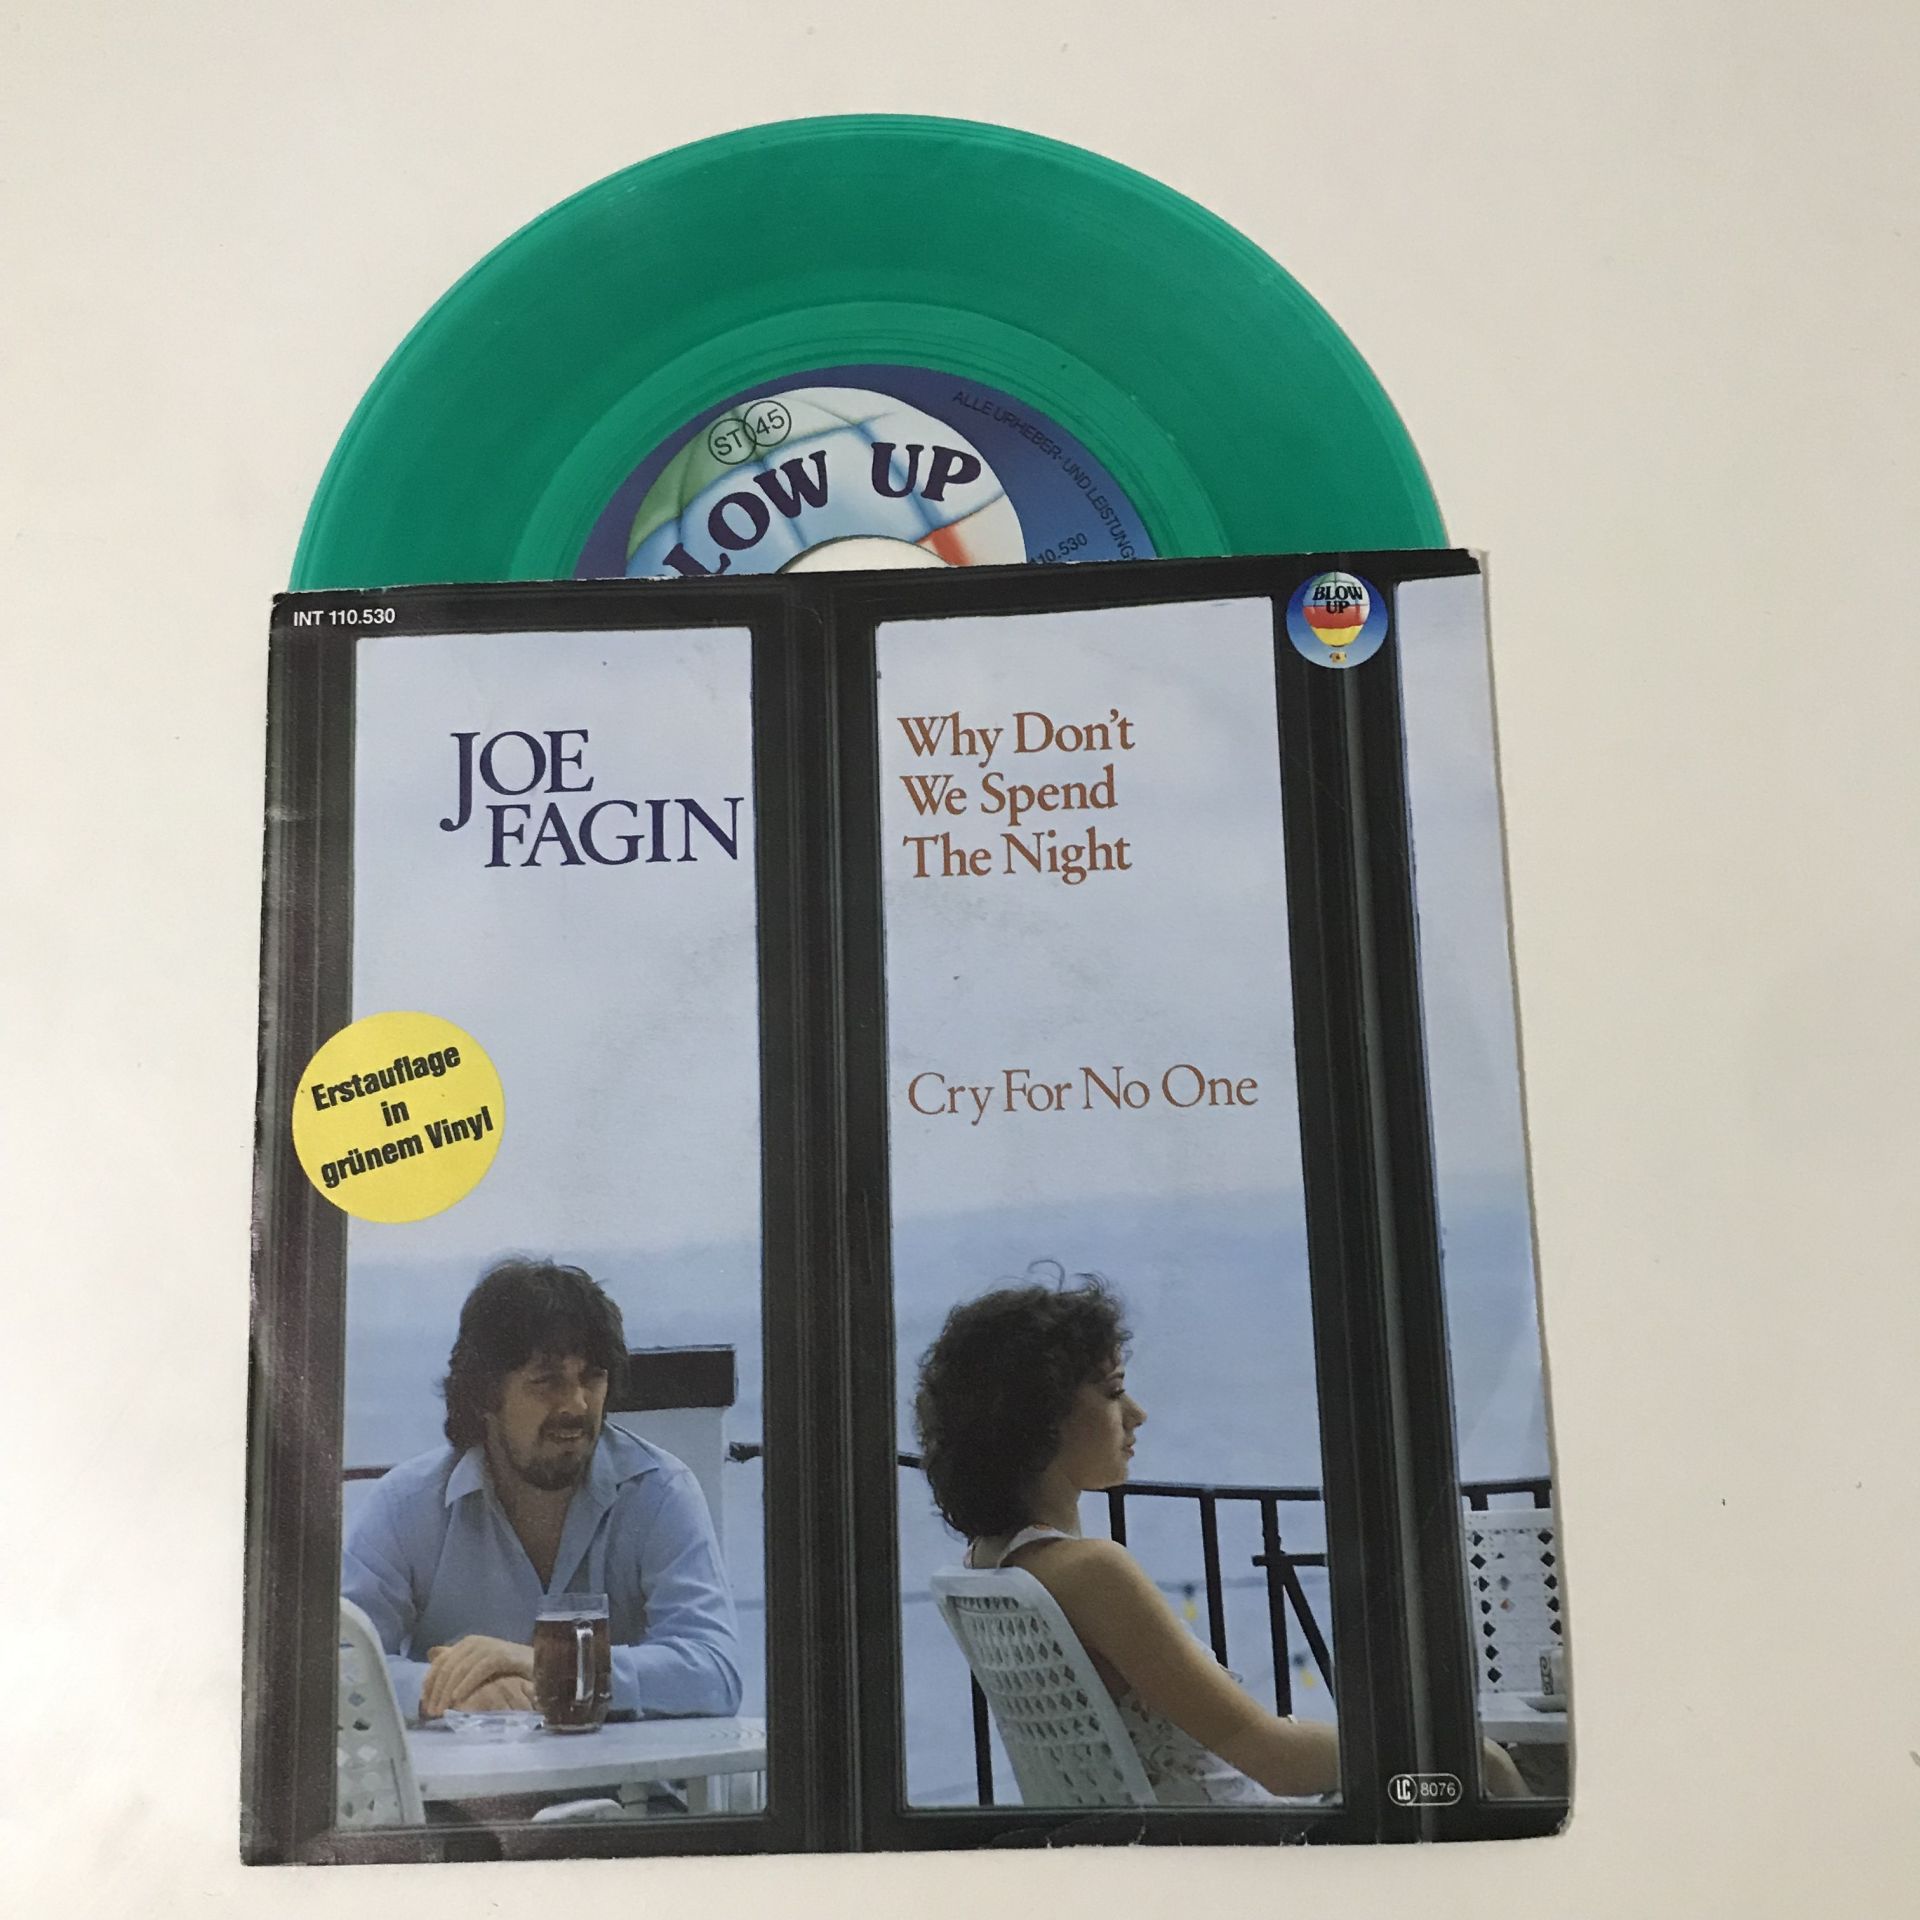 ST 45
LOW UP
ALLE URHEBER- UND LEISTUNGS
110.530
INT 110.530
BLOW
UP
JOE
FAGIN
Why Don't
We Spend
The Night
Cry For No One
Erstauflage
in
grünem Vinyl
LC 8076